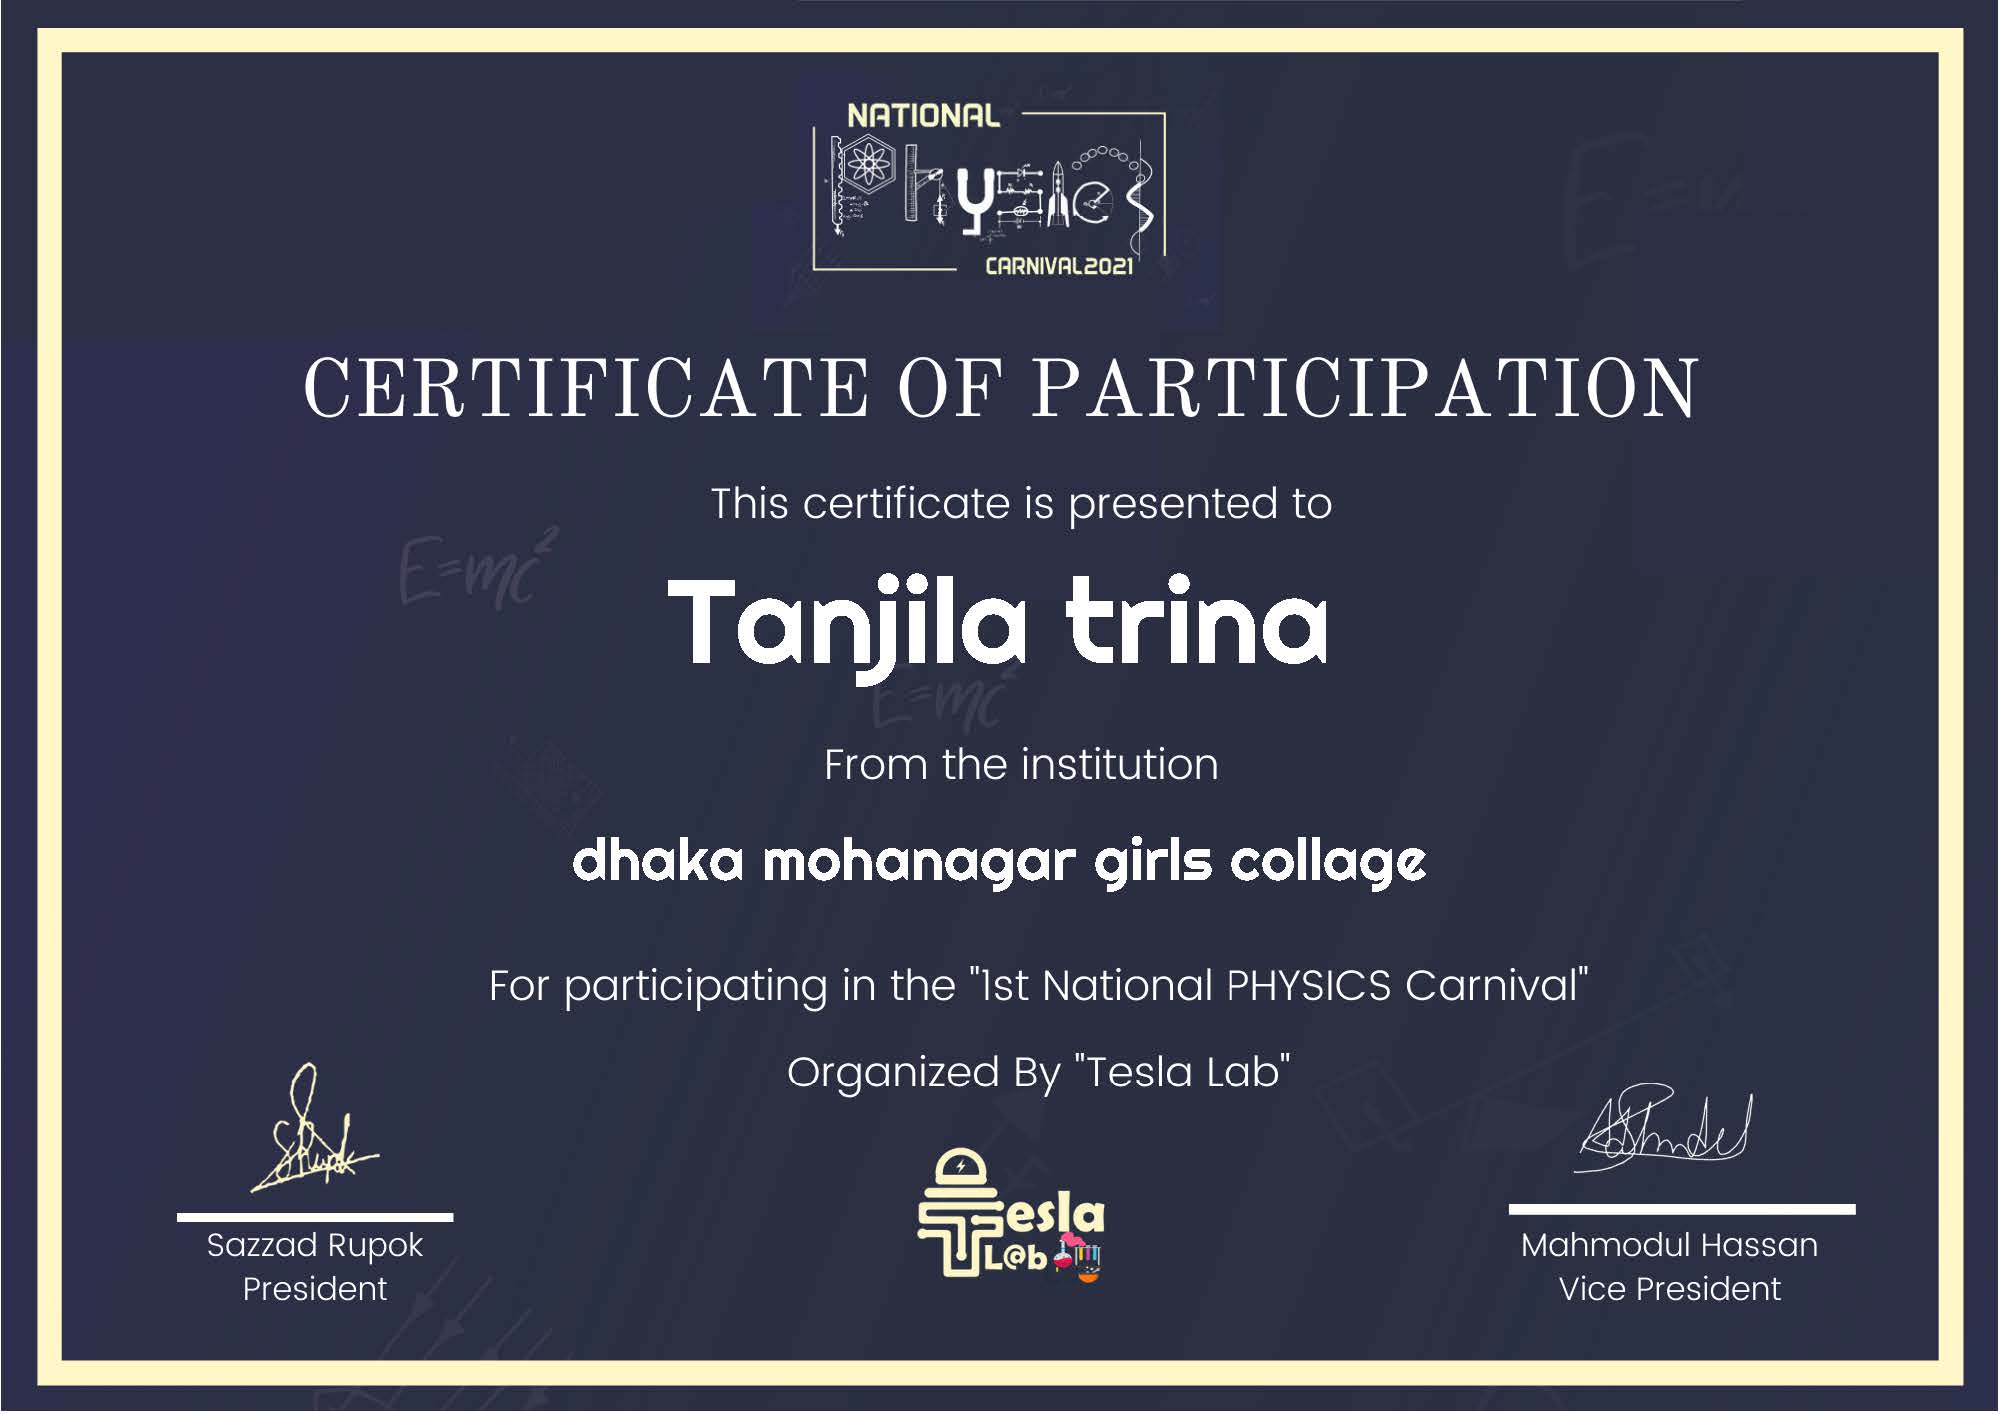 NATIONAL
Physics
CARNIVAL2021
CERTIFICATE OF PARTICIPATION
This certificate is presented to
E=mc²
Tanjila trina
E=mc²
From the institution
dhaka mohanagar girls collage
For participating in the "1st National PHYSICS Carnival"
Organized By "Tesla Lab"
Tesla
L@b
Sazzad Rupok
President
Mahmodul Hassan
Vice President